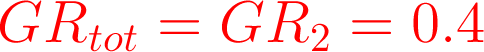 GR_{tot} = GR_2 = 0.4